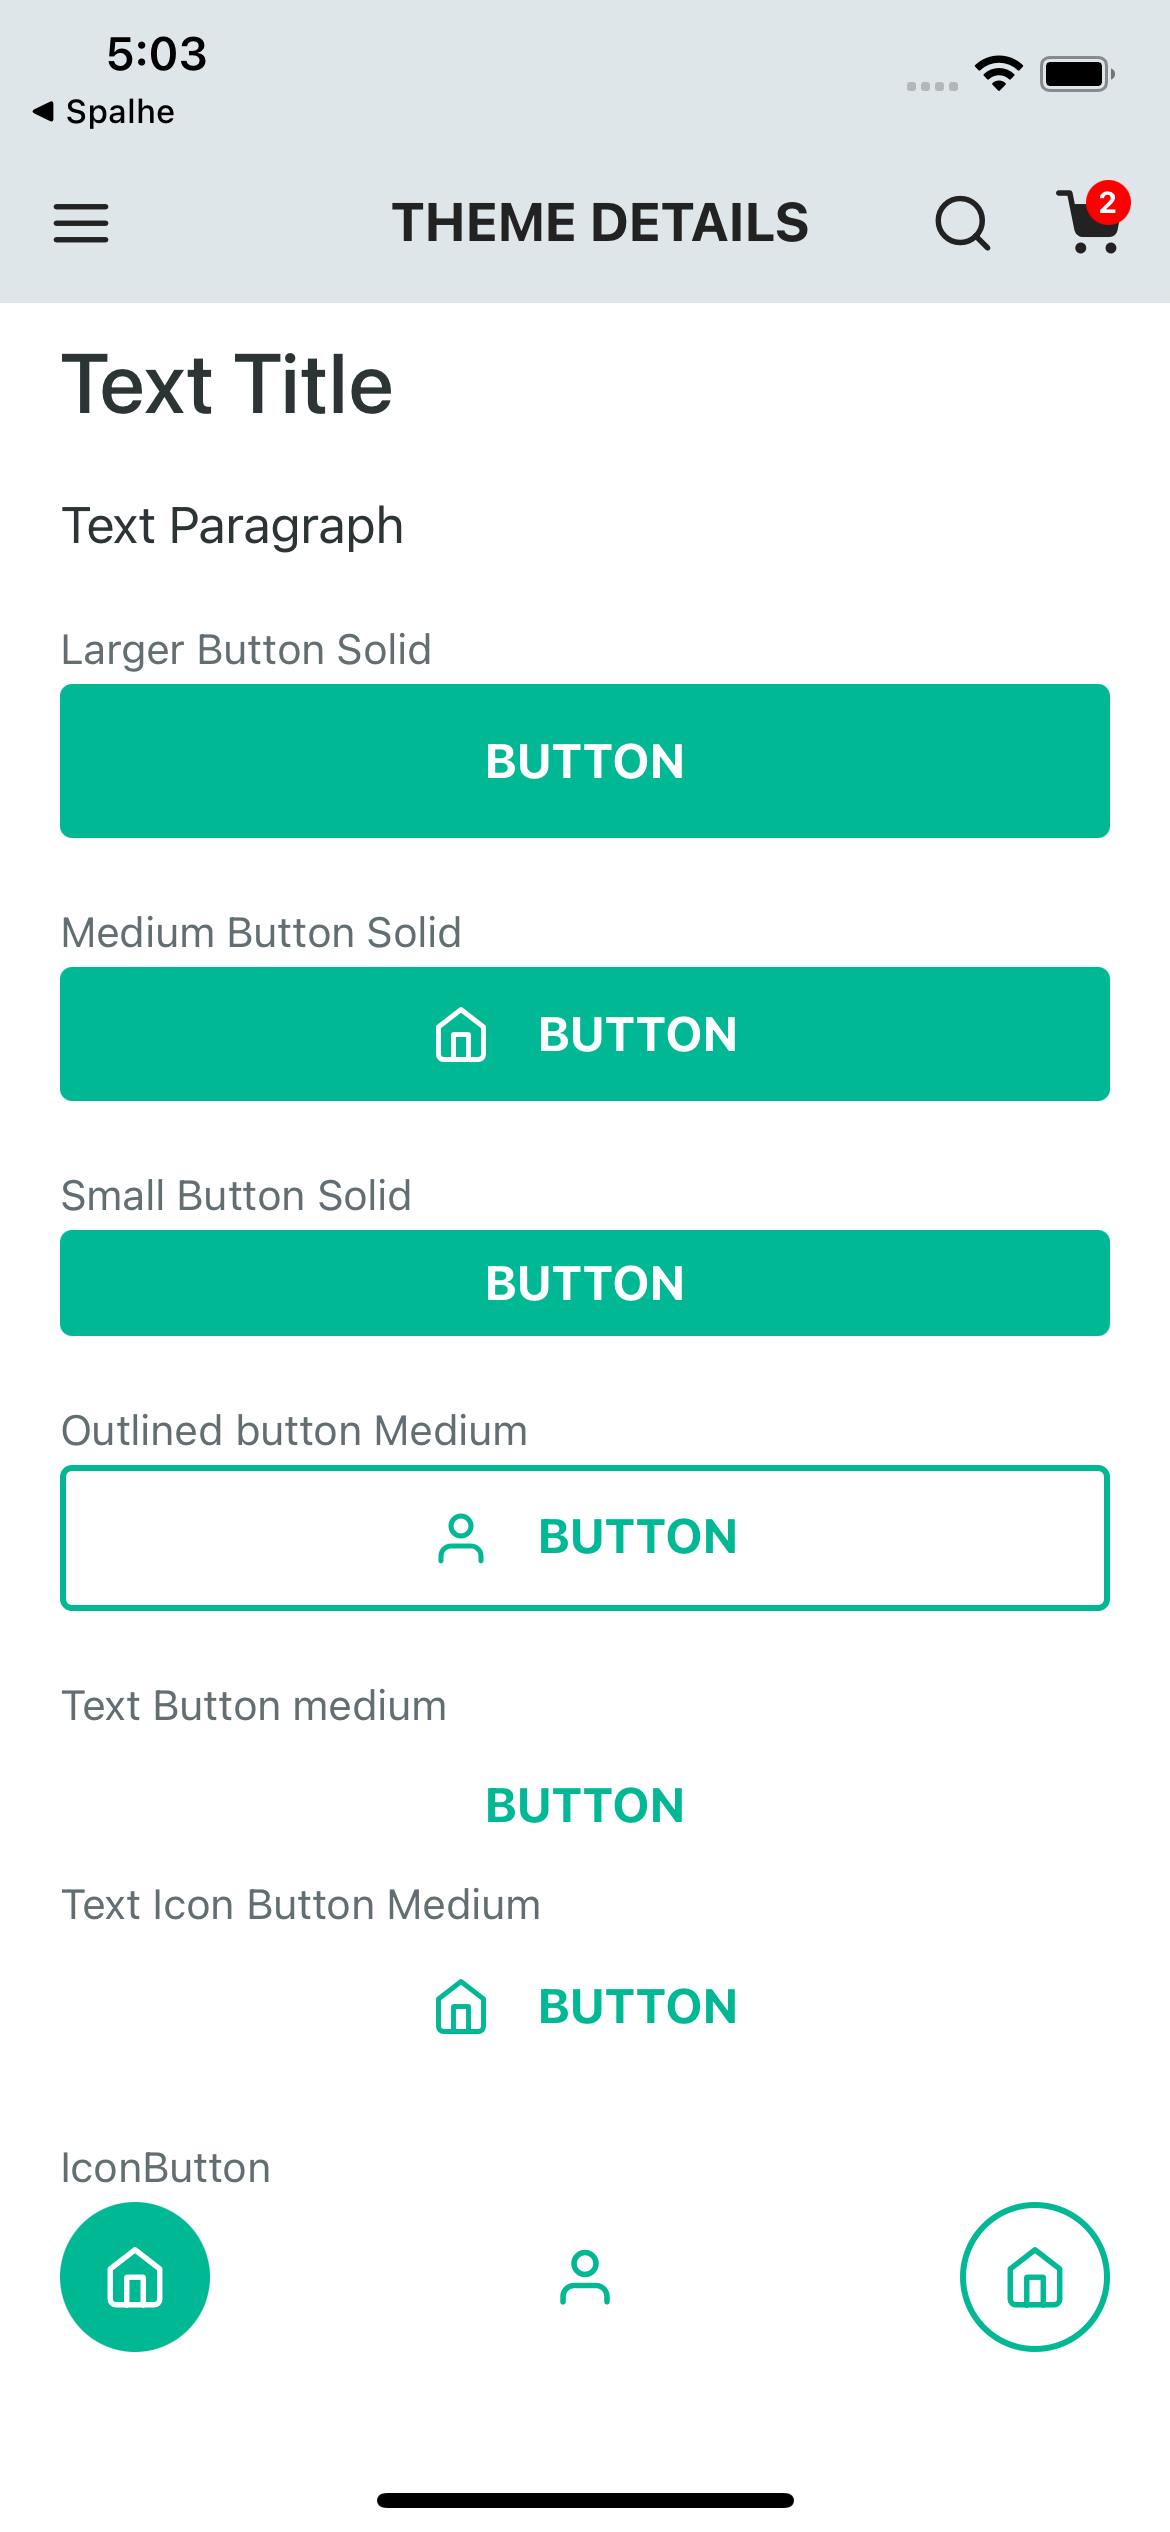 5:03
◀ Spalhe
THEME DETAILS
2
Text Title
Text Paragraph
Larger Button Solid
BUTTON
Medium Button Solid
BUTTON
Small Button Solid
BUTTON
Outlined button Medium
BUTTON
Text Button medium
BUTTON
Text Icon Button Medium
BUTTON
IconButton